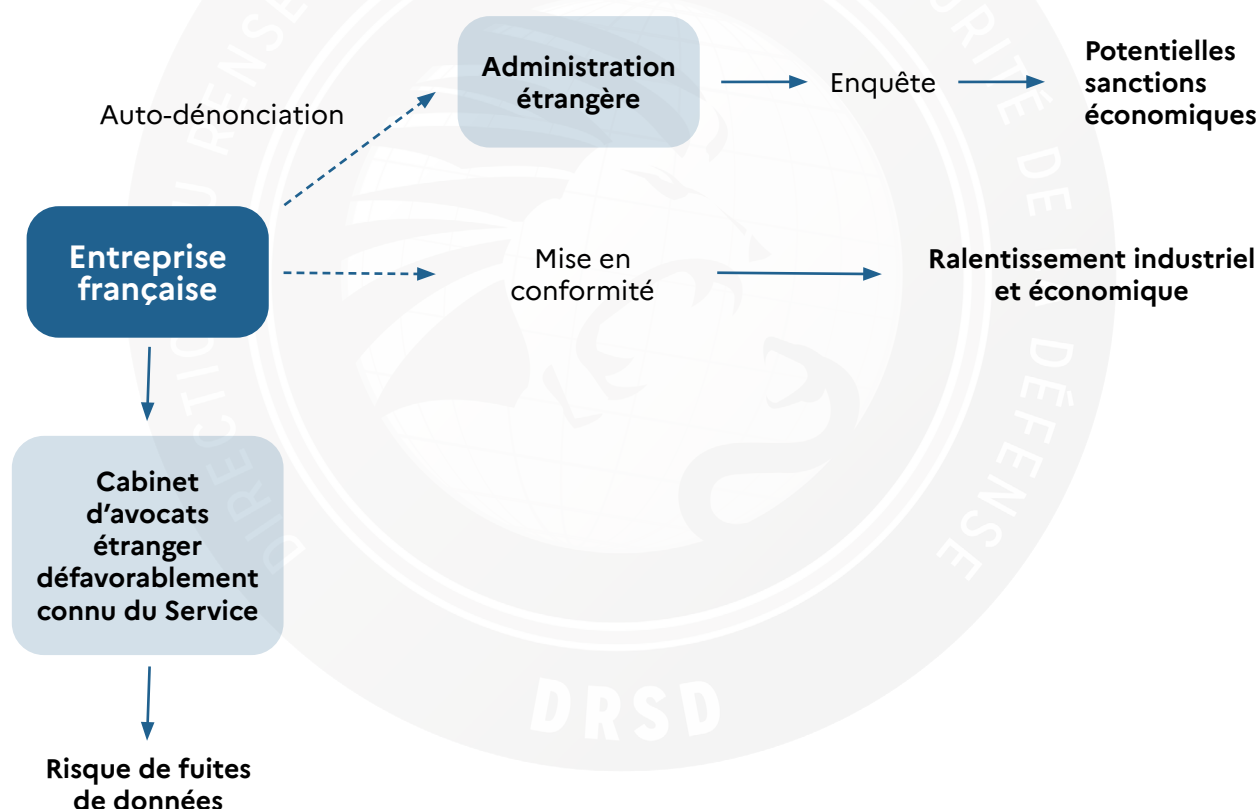 Administration
étrangère
Enquête
Potentielles
sanctions
économiques
Auto-dénonciation
Entreprise
française
Mise en
conformité
Ralentissement industriel
et économique
Cabinet
d'avocats
étranger
défavorablement
connu du Service
Risque de fuites
de données
DRSD